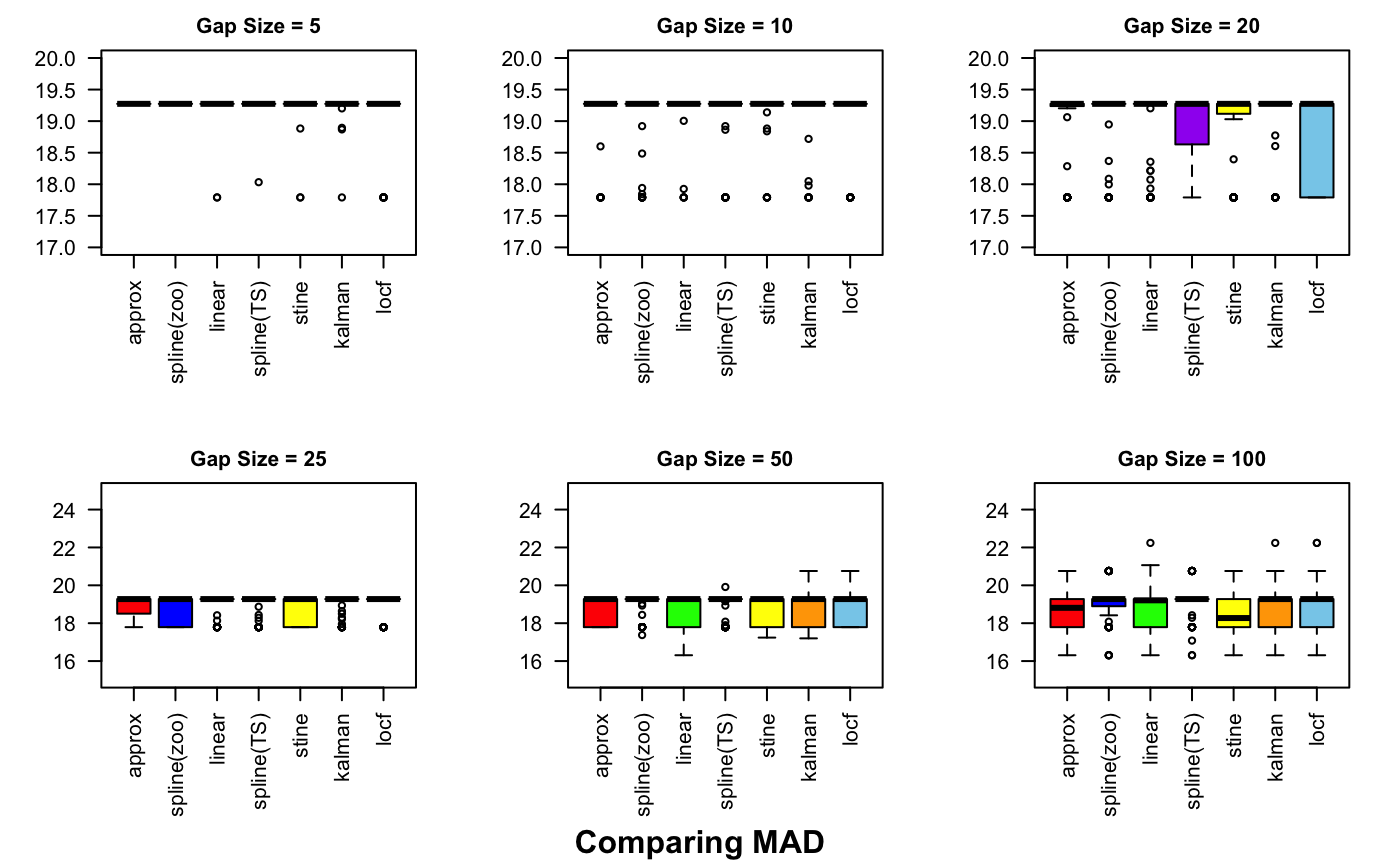 Gap Size = 5
20.0
19.5
19.0
18.5
18.0
17.5
17.0
approx
spline(zoo)
linear
spline(TS)
stine
kalman
locf
Gap Size = 10
20.0
19.5
19.0
18.5
18.0
17.5
17.0
approx
spline(zoo)
linear
spline(TS)
stine
kalman
locf
Gap Size = 20
20.0
19.5
19.0
18.5
18.0
17.5
17.0
approx
spline(zoo)
linear
spline(TS)
stine
kalman
locf
Gap Size = 25
24
22
20
18
16
approx
spline(zoo)
linear
spline(TS)
stine
kalman
locf
Gap Size = 50
24
22
20
18
16
approx
spline(zoo)
linear
spline(TS)
stine
kalman
locf
Gap Size = 100
24
22
20
18
16
approx
spline(zoo)
linear
spline(TS)
stine
kalman
locf
Comparing MAD